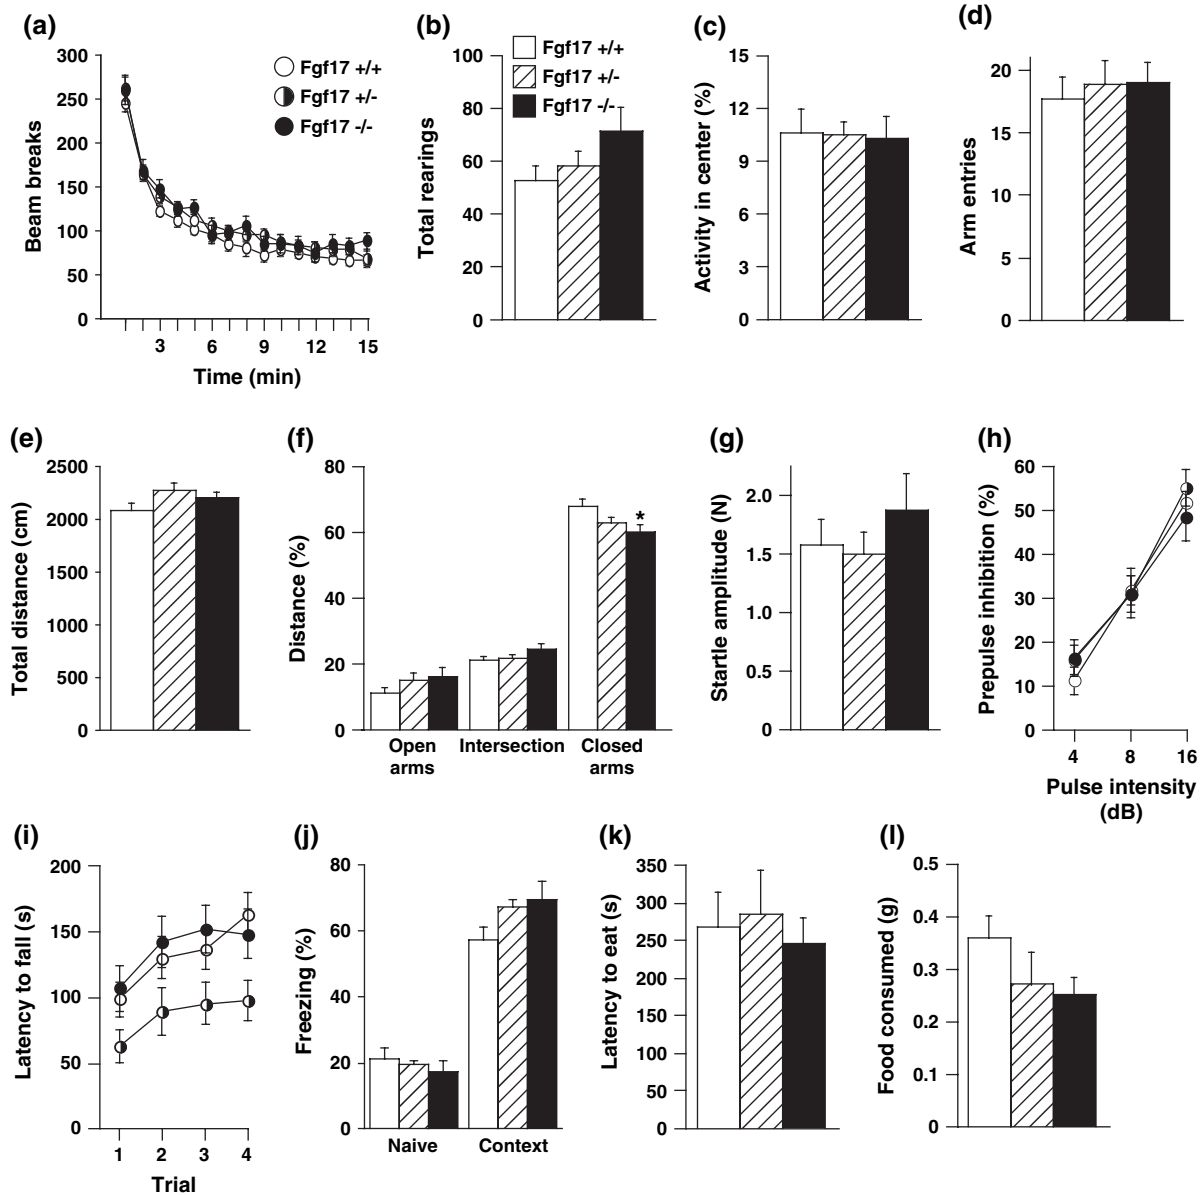 (a)
300
250
200
150
100
50
0
Beam breaks
3 6 9 12 15
Time (min)
Fgf17 +/+
Fgf17 +/-
Fgf17 -/-
(b)
100
80
60
40
20
0
Total rearings
Fgf17 +/+
Fgf17 +/-
Fgf17 -/-
(c)
15
12
9
6
3
0
Activity in center (%)
(d)
20
15
10
5
0
Arm entries
(e)
2500
2000
1500
1000
500
0
Total distance (cm)
(f)
80
60
40
20
0
Distance (%)
*
Open Intersection Closed
arms arms
(g)
2.0
1.5
1.0
0.5
0
Startle amplitude (N)
(h)
60
50
40
30
20
10
0
Prepulse inhibition (%)
4 8 16
Pulse intensity
(dB)
(i)
200
150
100
50
0
Latency to fall (s)
1 2 3 4
Trial
(j)
80
60
40
20
0
Freezing (%)
Naive Context
(k)
350
300
250
200
150
100
50
0
Latency to eat (s)
(l)
0.5
0.4
0.3
0.2
0.1
0
Food consumed (g)